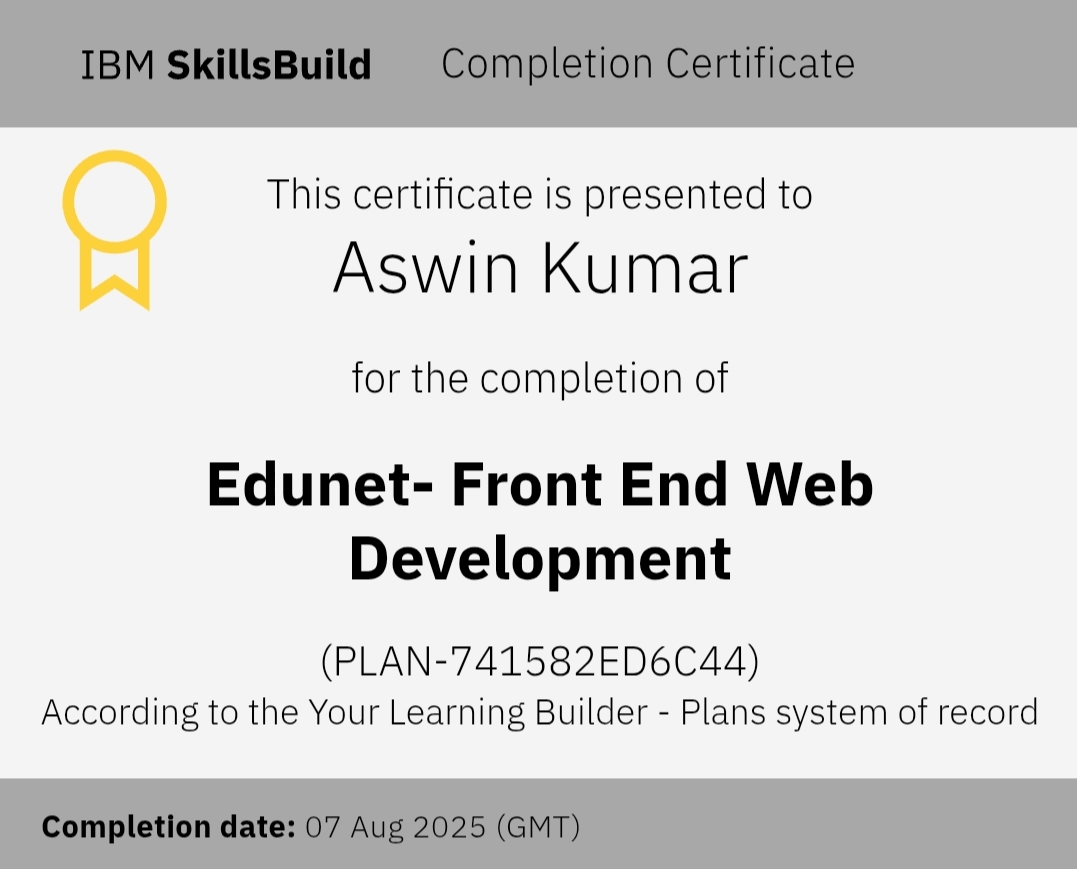 IBM SkillsBuild Completion Certificate
This certificate is presented to
Aswin Kumar
for the completion of
Edunet- Front End Web
Development
(PLAN-741582ED6C44)
According to the Your Learning Builder - Plans system of record
Completion date: 07 Aug 2025 (GMT)